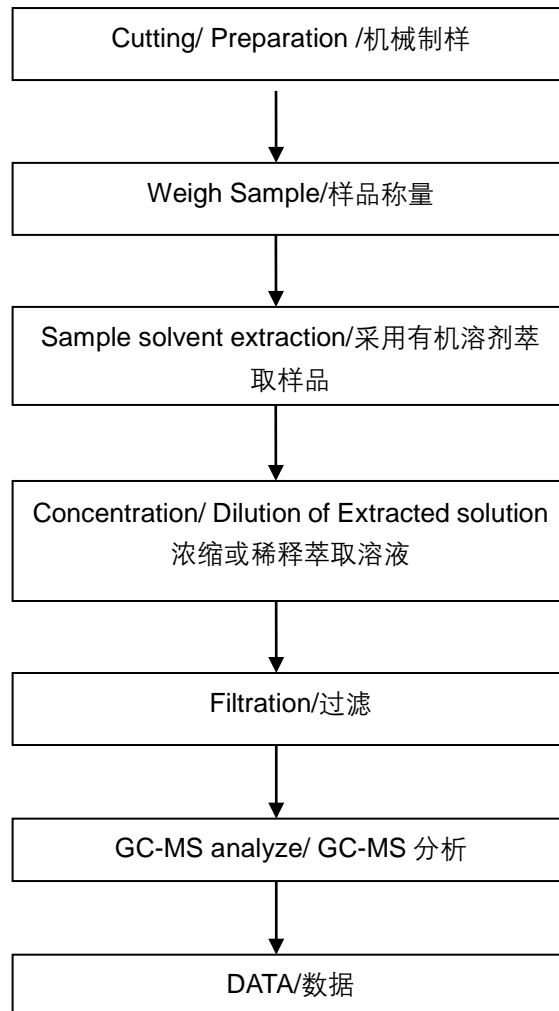 Cutting/ Preparation /机械制样
Weigh Sample/样品称量
Sample solvent extraction/采用有机溶剂萃
取样品
Concentration/ Dilution of Extracted solution
浓缩或稀释萃取溶液
Filtration/过滤
GC-MS analyze/ GC-MS 分析
DATA/数据